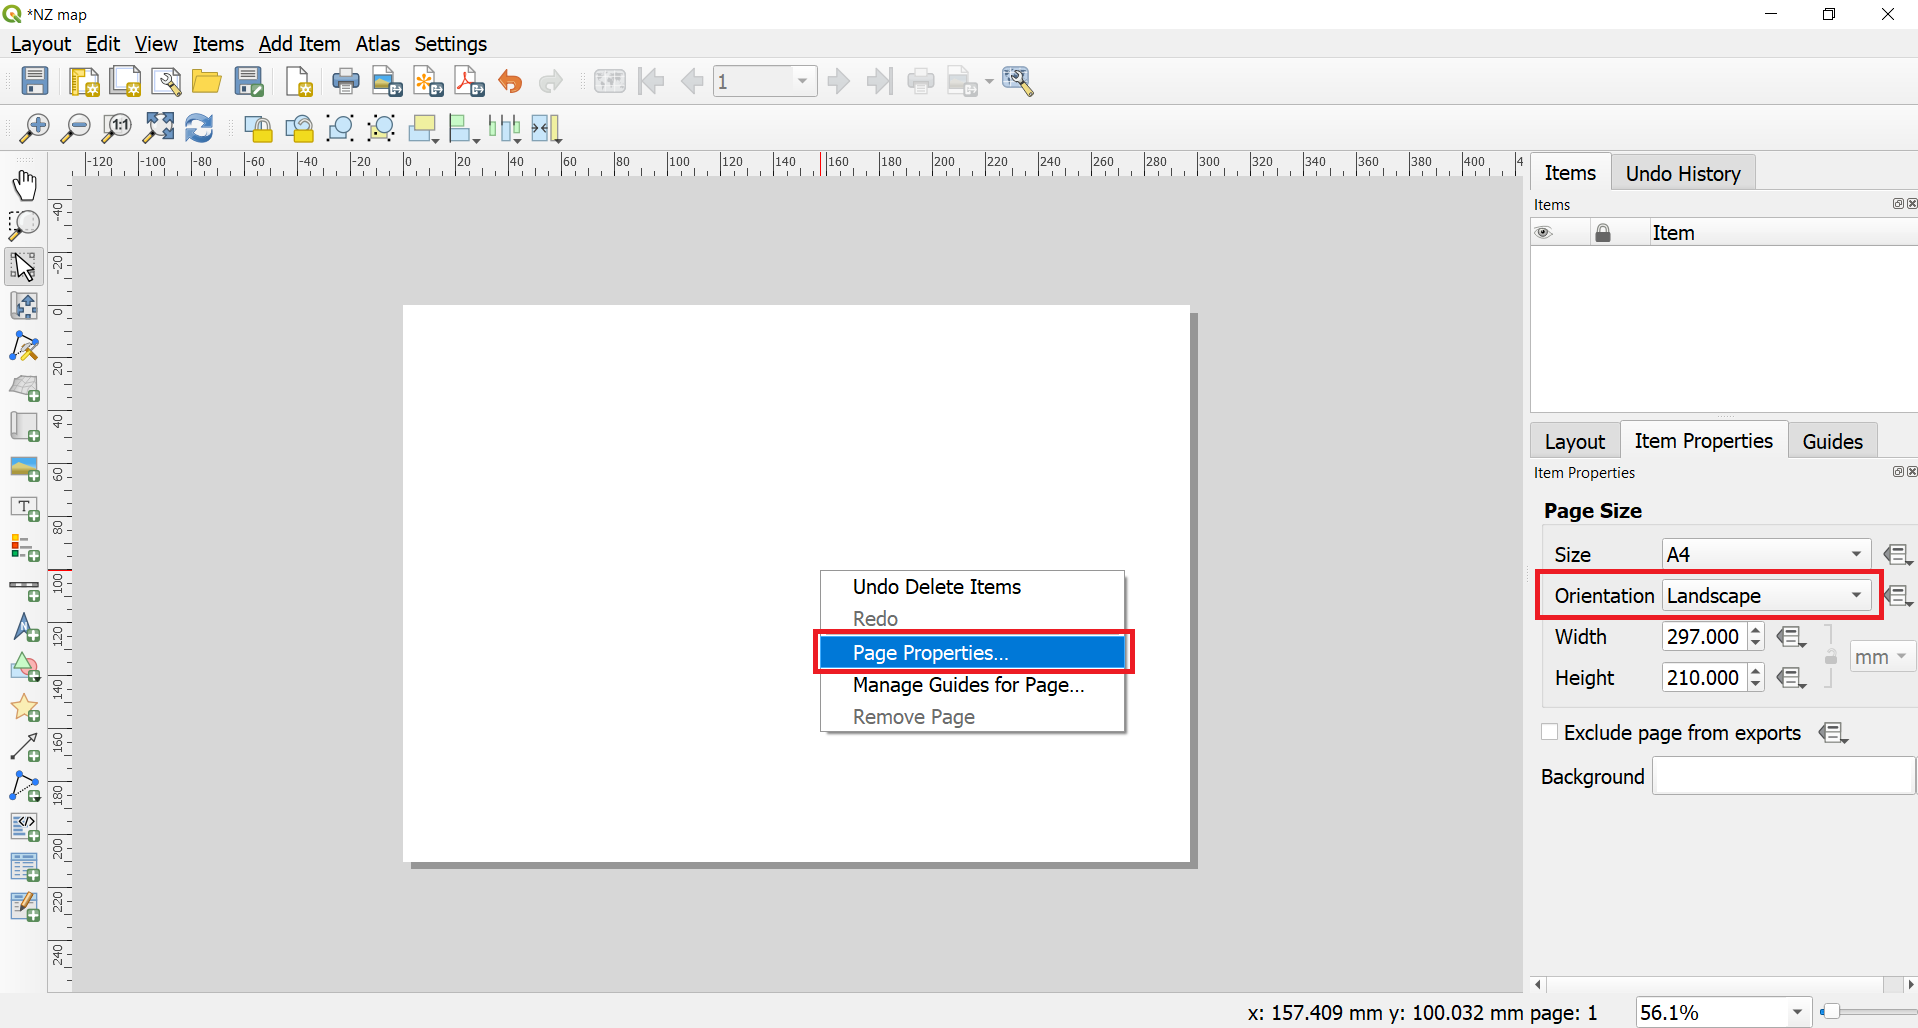 *NZ map
Layout Edit View Items Add Item Atlas Settings
1
1:1
-120 -100 -80 -60 -40 -20 0 20 40 60 80 100 120 140 160 180 200 220 240 260 280 300 320 340 360 380 400 4
-40
-20
0
20
40
60
80
100
120
140
160
180
200
220
240
T
</>
Undo Delete Items
Redo
Page Properties...
Manage Guides for Page...
Remove Page
Items Undo History
Items
Item
Layout Item Properties Guides
Item Properties
Page Size
Size A4
Orientation Landscape
Width 297.000
mm
Height 210.000
Exclude page from exports
Background
x: 157.409 mm y: 100.032 mm page: 1 56.1%